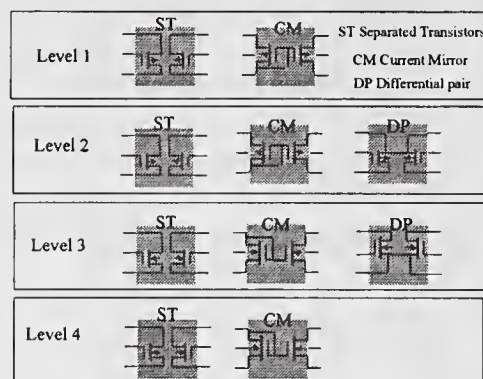 ST CM ST Separated Transistors
Level 1 CM Current Mirror
DP Differential pair
ST CM DP
Level 2
ST CM DP
Level 3
ST CM
Level 4